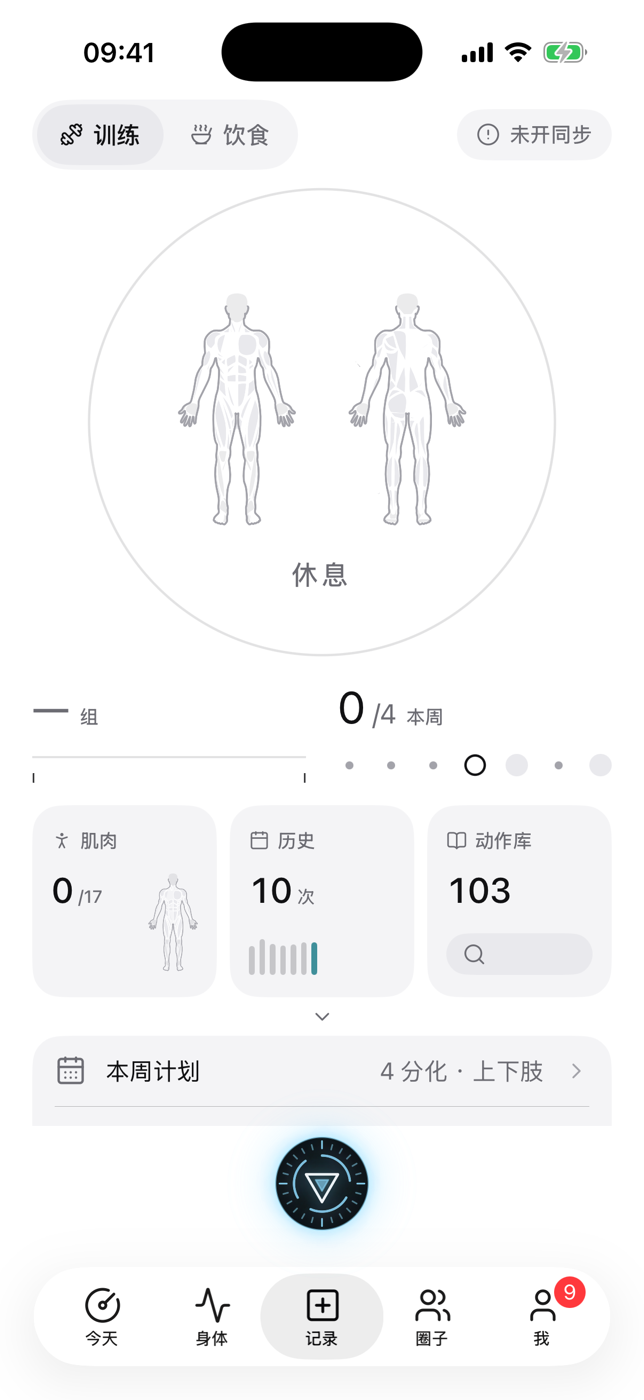 09:41
训练 饮食 未开同步
休息
— 组
0/4 本周
肌肉 历史 动作库
0/17 10次 103
本周计划 4分化·上下肢
9
今天 身体 记录 圈子 我